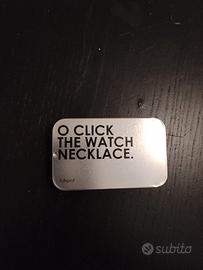 O CLICK
THE WATCH
NECKLACE.
subito